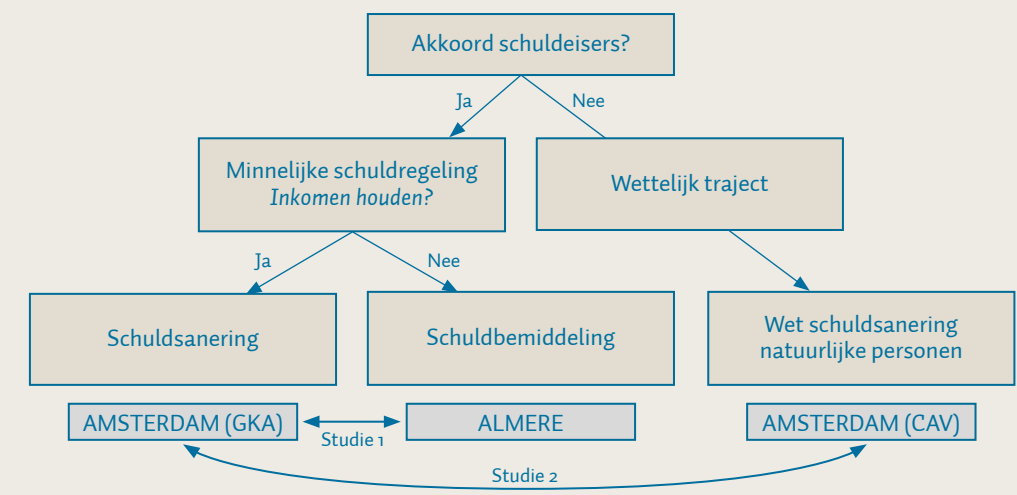 Akkoord schuldeisers?
Ja
Nee
Minnelijke schuldregeling
Inkomen houden?
Wettelijk traject
Ja
Nee
Schuldsanering
Schuldbemiddeling
Wet schuldsanering
natuurlijke personen
AMSTERDAM (GKA)
Studie 1
ALMERE
AMSTERDAM (CAV)
Studie 2